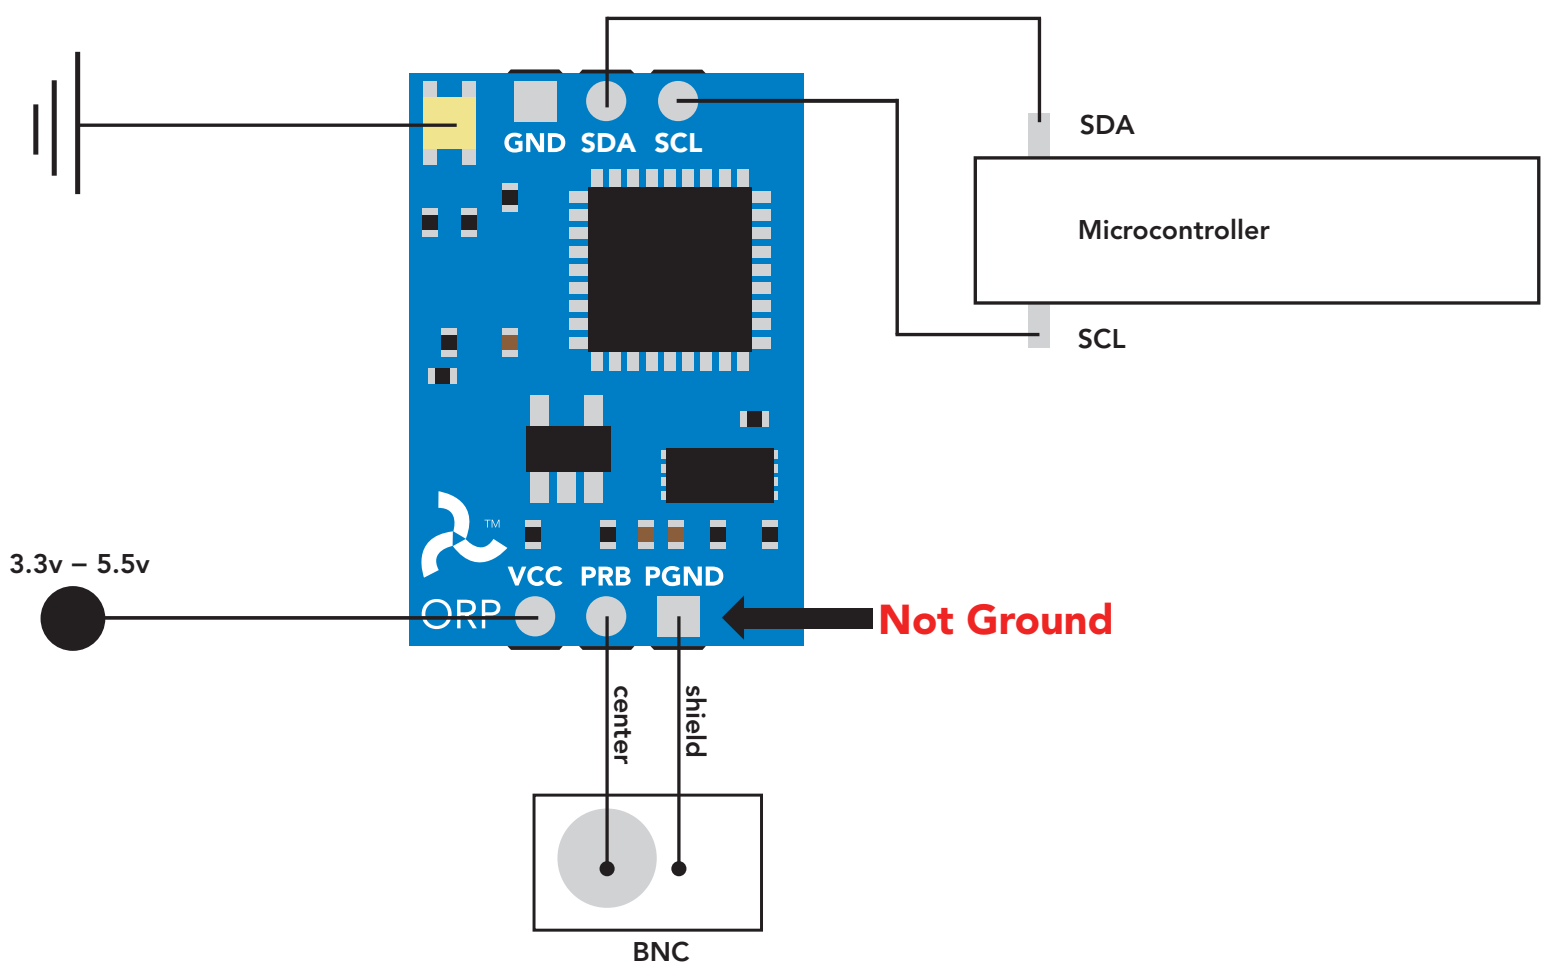 SDA
GND SDA SCL
Microcontroller
SCL
TM
3.3v – 5.5v
VCC PRB PGND
ORP
Not Ground
center
shield
BNC